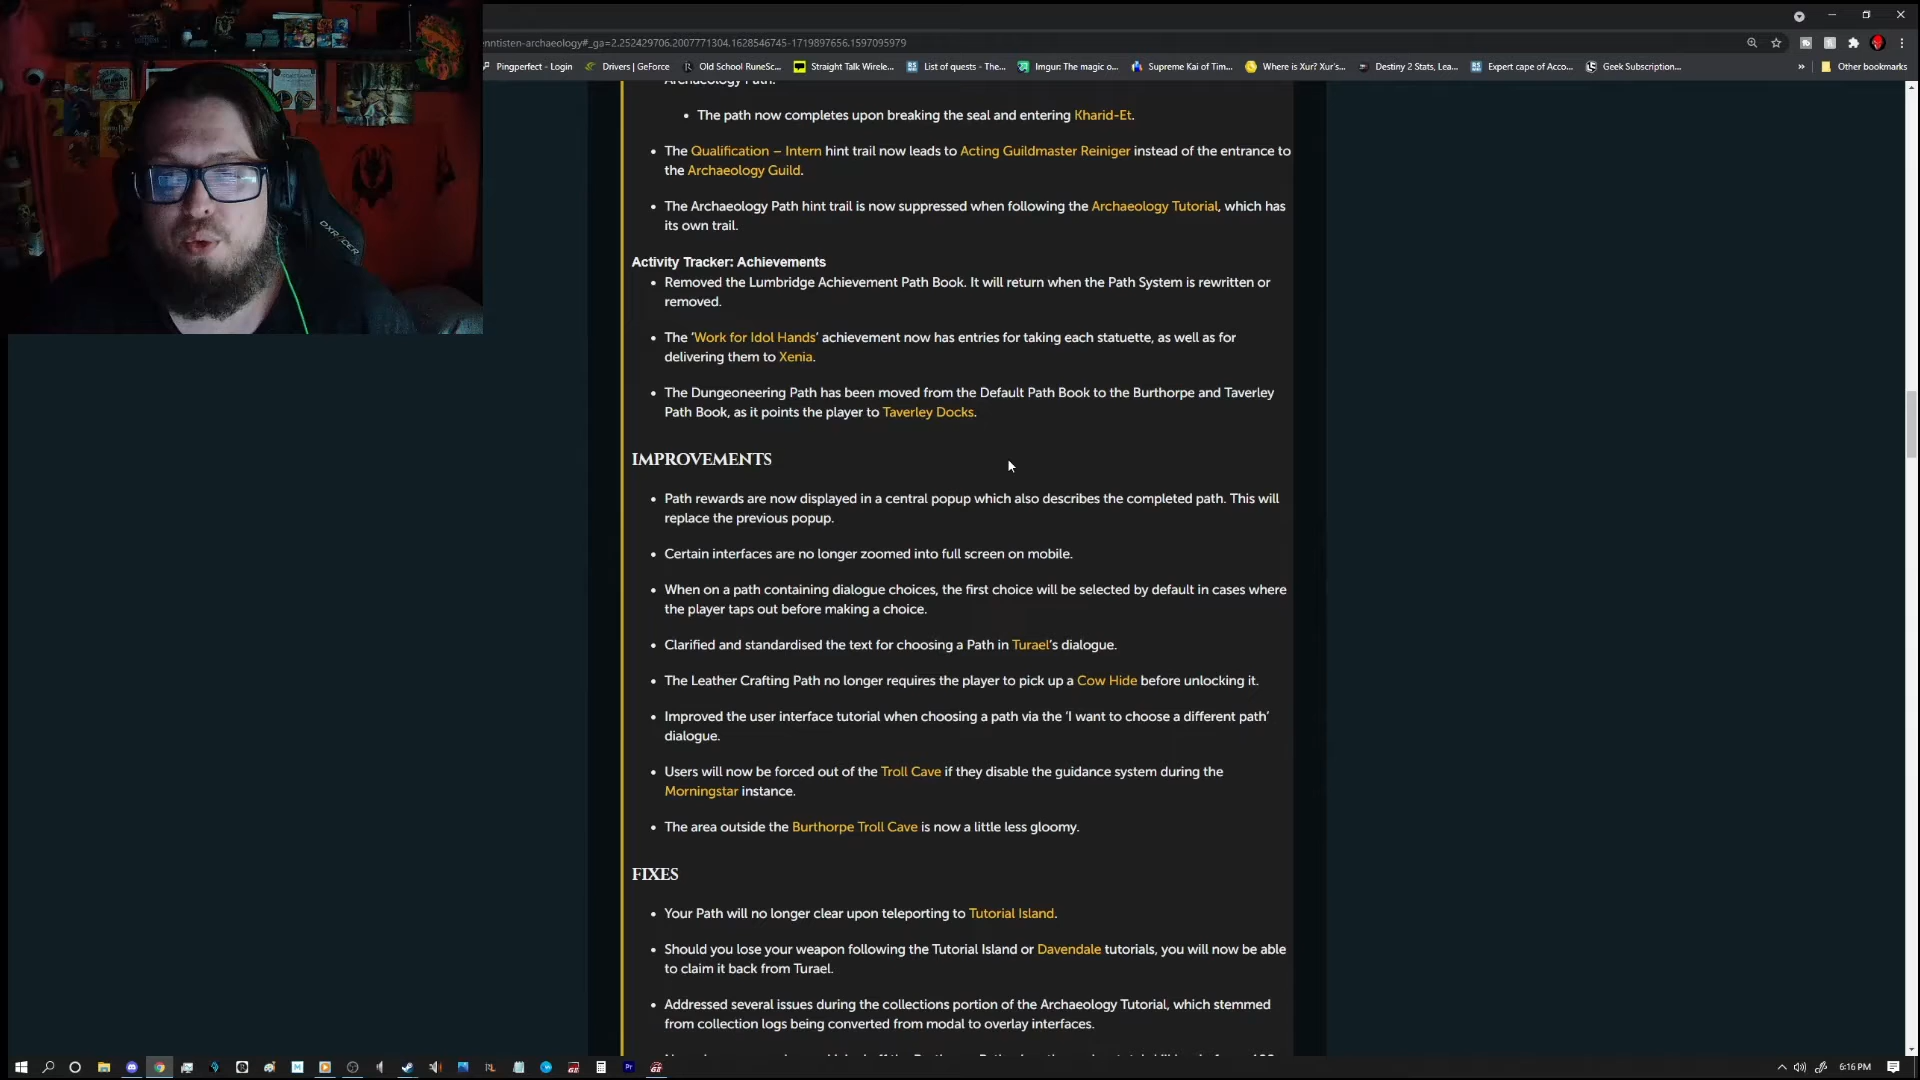 enntisten-archaeology#_ga=2.252429706.2007771304.1628546745-1719897656.1597095979
Pingperfect - Login
Drivers | GeForce
Old School RuneSc...
Straight Talk Wirele...
List of quests - The...
Imgur: The magic o...
Supreme Kai of Tim...
Where is Xur? Xur's...
Destiny 2 Stats, Lea...
Expert cape of Acco...
Geek Subscription...
Other bookmarks
Archaeology Path.
• The path now completes upon breaking the seal and entering Kharid-Et.
• The Qualification – Intern hint trail now leads to Acting Guildmaster Reiniger instead of the entrance to
the Archaeology Guild.
• The Archaeology Path hint trail is now suppressed when following the Archaeology Tutorial, which has
its own trail.
Activity Tracker: Achievements
• Removed the Lumbridge Achievement Path Book. It will return when the Path System is rewritten or
removed.
• The ‘Work for Idol Hands’ achievement now has entries for taking each statuette, as well as for
delivering them to Xenia.
• The Dungeoneering Path has been moved from the Default Path Book to the Burthorpe and Taverley
Path Book, as it points the player to Taverley Docks.
IMPROVEMENTS
• Path rewards are now displayed in a central popup which also describes the completed path. This will
replace the previous popup.
• Certain interfaces are no longer zoomed into full screen on mobile.
• When on a path containing dialogue choices, the first choice will be selected by default in cases where
the player taps out before making a choice.
• Clarified and standardised the text for choosing a Path in Turael’s dialogue.
• The Leather Crafting Path no longer requires the player to pick up a Cow Hide before unlocking it.
• Improved the user interface tutorial when choosing a path via the ‘I want to choose a different path’
dialogue.
• Users will now be forced out of the Troll Cave if they disable the guidance system during the
Morningstar instance.
• The area outside the Burthorpe Troll Cave is now a little less gloomy.
FIXES
• Your Path will no longer clear upon teleporting to Tutorial Island.
• Should you lose your weapon following the Tutorial Island or Davendale tutorials, you will now be able
to claim it back from Turael.
• Addressed several issues during the collections portion of the Archaeology Tutorial, which stemmed
from collection logs being converted from modal to overlay interfaces.
DXRACER
6:16 PM